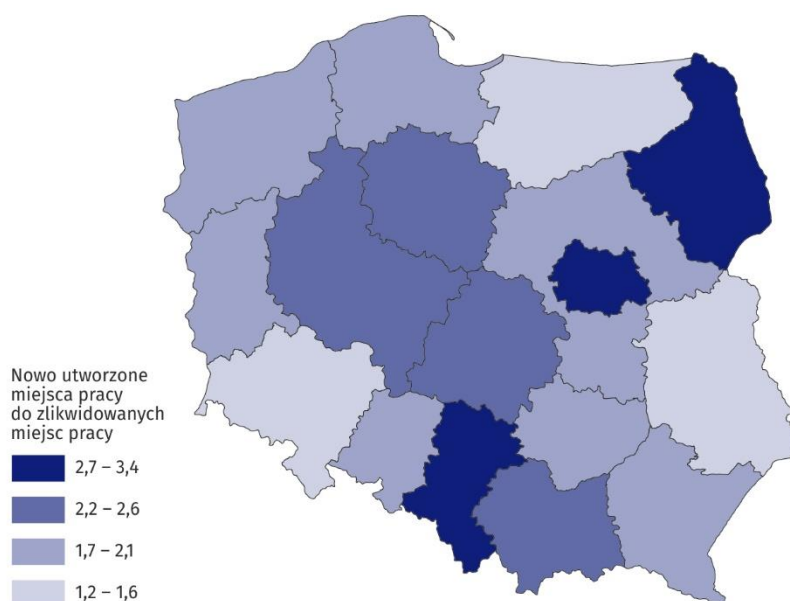 Nowo utworzone
miejsca pracy
do zlikwidowanych
miejsc pracy
2,7 – 3,4
2,2 – 2,6
1,7 – 2,1
1,2 – 1,6